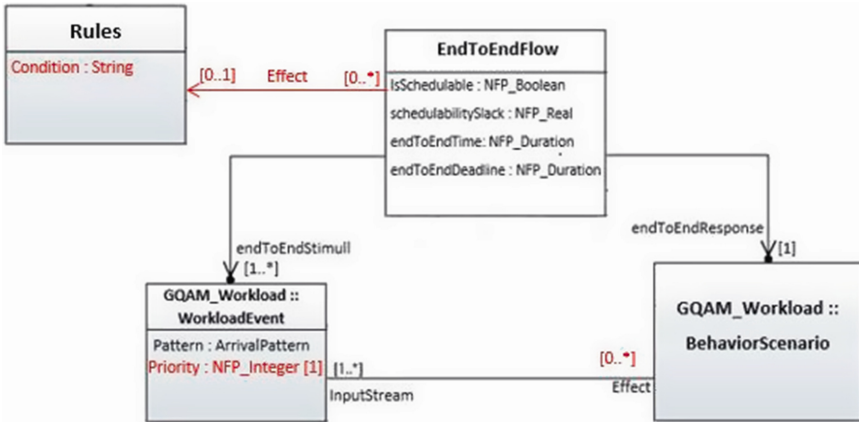 Rules
Condition : String
[0..1]
Effect
[0..*]
EndToEndFlow
IsSchedulable : NFP_Boolean
schedulabilitySlack : NFP_Real
endToEndTime: NFP_Duration
endToEndDeadline : NFP_Duration
endToEndStimull
[1..*]
endToEndResponse
[1]
GQAM_Workload ::
WorkloadEvent
Pattern : ArrivalPattern
Priority : NFP_Integer [1]
[1..*]
InputStream
[0..*]
Effect
GQAM_Workload ::
BehaviorScenario